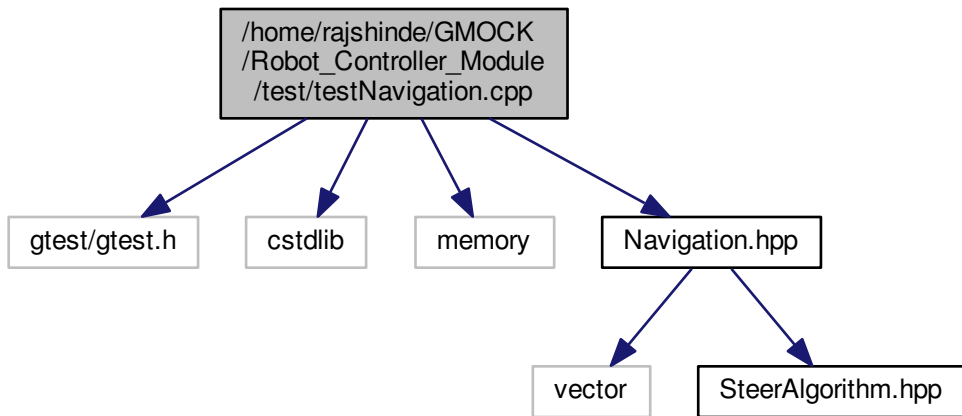 /home/rajshinde/GMOCK
/Robot_Controller_Module
/test/testNavigation.cpp
gtest/gtest.h
cstdlib
memory
Navigation.hpp
vector
SteerAlgorithm.hpp